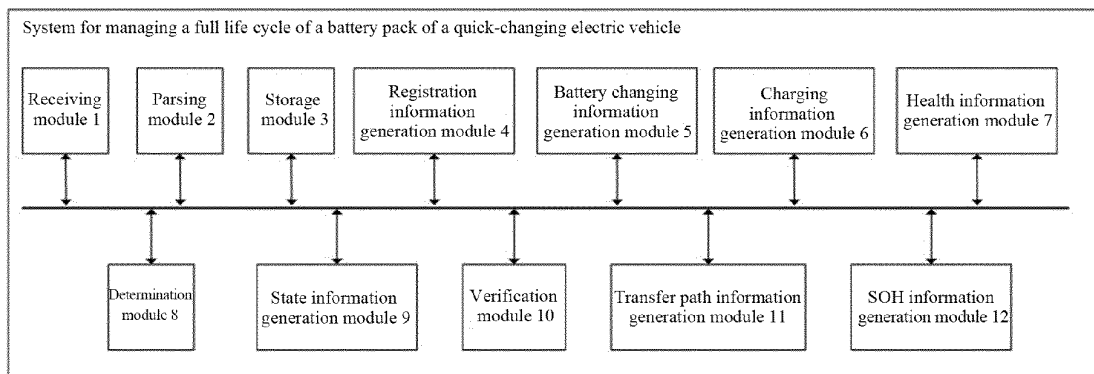 System for managing a full life cycle of a battery pack of a quick-changing electric vehicle
Receiving
module 1
Parsing
module 2
Storage
module 3
Registration
information
generation module 4
Battery changing
information
generation module 5
Charging
information
generation module 6
Health information
generation module 7
Determination
module 8
State information
generation module 9
Verification
module 10
Transfer path information
generation module 11
SOH information
generation module 12